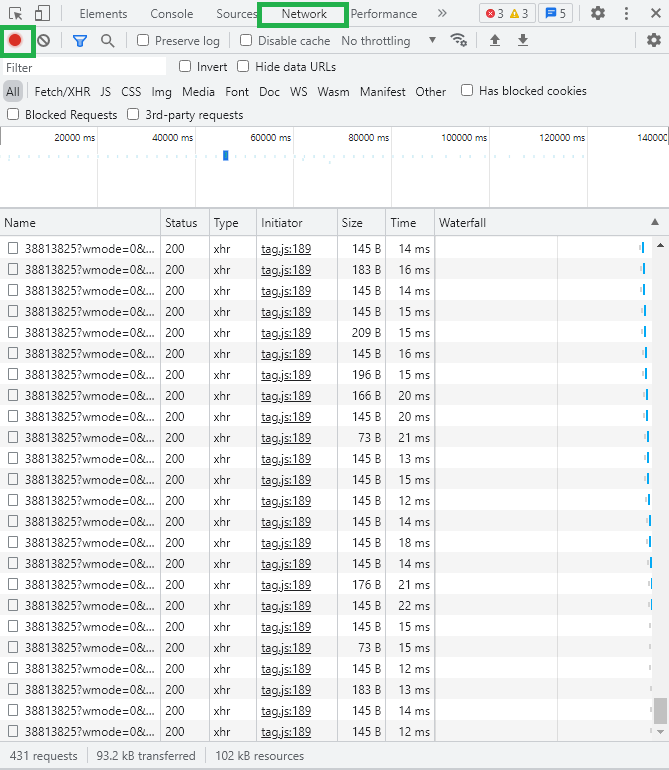 Elements Console Sources Network Performance » 3 3 5
Preserve log Disable cache No throttling
Filter Invert Hide data URLs
All Fetch/XHR JS CSS Img Media Font Doc WS Wasm Manifest Other Has blocked cookies
Blocked Requests 3rd-party requests
20000 ms 40000 ms 60000 ms 80000 ms 100000 ms 120000 ms 140000
Name Status Type Initiator Size Time Waterfall
38813825?wmode=0&... 200 xhr tag.js:189 145 B 14 ms
38813825?wmode=0&... 200 xhr tag.js:189 183 B 16 ms
38813825?wmode=0&... 200 xhr tag.js:189 145 B 14 ms
38813825?wmode=0&... 200 xhr tag.js:189 145 B 15 ms
38813825?wmode=0&... 200 xhr tag.js:189 209 B 15 ms
38813825?wmode=0&... 200 xhr tag.js:189 145 B 16 ms
38813825?wmode=0&... 200 xhr tag.js:189 196 B 15 ms
38813825?wmode=0&... 200 xhr tag.js:189 166 B 20 ms
38813825?wmode=0&... 200 xhr tag.js:189 145 B 20 ms
38813825?wmode=0&... 200 xhr tag.js:189 73 B 21 ms
38813825?wmode=0&... 200 xhr tag.js:189 145 B 13 ms
38813825?wmode=0&... 200 xhr tag.js:189 145 B 15 ms
38813825?wmode=0&... 200 xhr tag.js:189 145 B 12 ms
38813825?wmode=0&... 200 xhr tag.js:189 145 B 14 ms
38813825?wmode=0&... 200 xhr tag.js:189 145 B 18 ms
38813825?wmode=0&... 200 xhr tag.js:189 145 B 14 ms
38813825?wmode=0&... 200 xhr tag.js:189 176 B 21 ms
38813825?wmode=0&... 200 xhr tag.js:189 145 B 22 ms
38813825?wmode=0&... 200 xhr tag.js:189 145 B 15 ms
38813825?wmode=0&... 200 xhr tag.js:189 73 B 15 ms
38813825?wmode=0&... 200 xhr tag.js:189 145 B 12 ms
38813825?wmode=0&... 200 xhr tag.js:189 183 B 13 ms
38813825?wmode=0&... 200 xhr tag.js:189 145 B 14 ms
38813825?wmode=0&... 200 xhr tag.js:189 145 B 12 ms
431 requests 93.2 kB transferred 102 kB resources